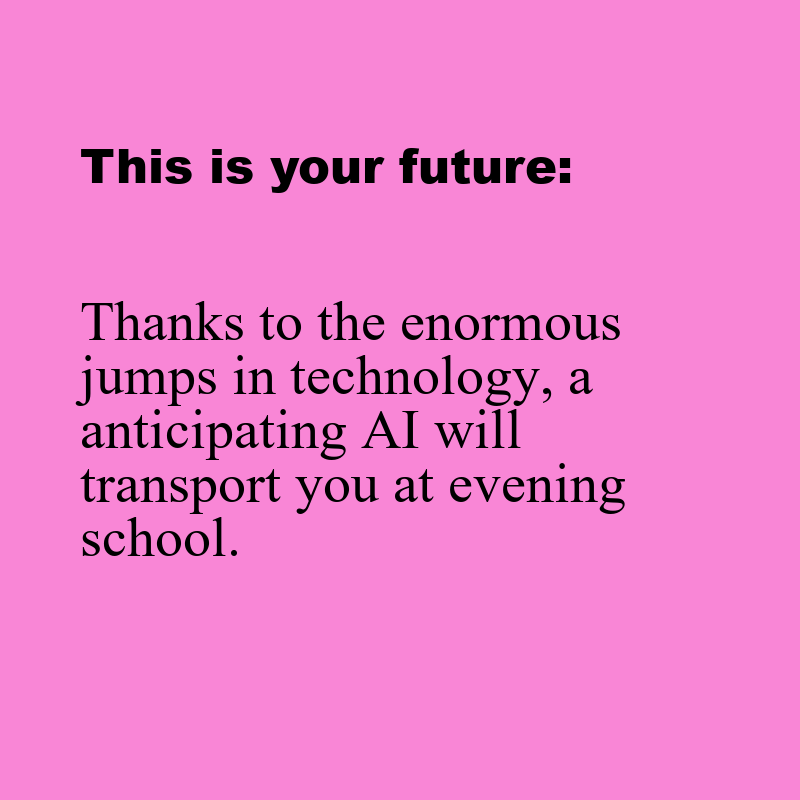 This is your future:
Thanks to the enormous
jumps in technology, a
anticipating AI will
transport you at evening
school.